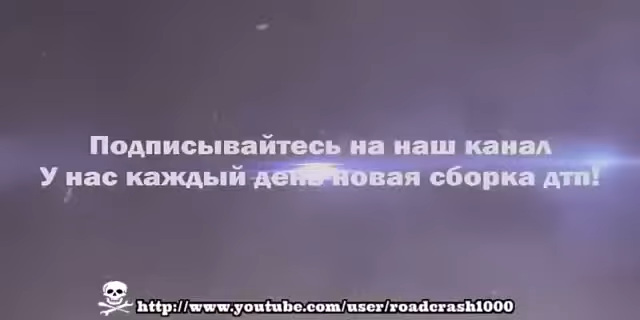 Подписывайтесь на наш канал
У нас каждый день новая сборка дтп!
http://www.youtube.com/user/roadcrash1000